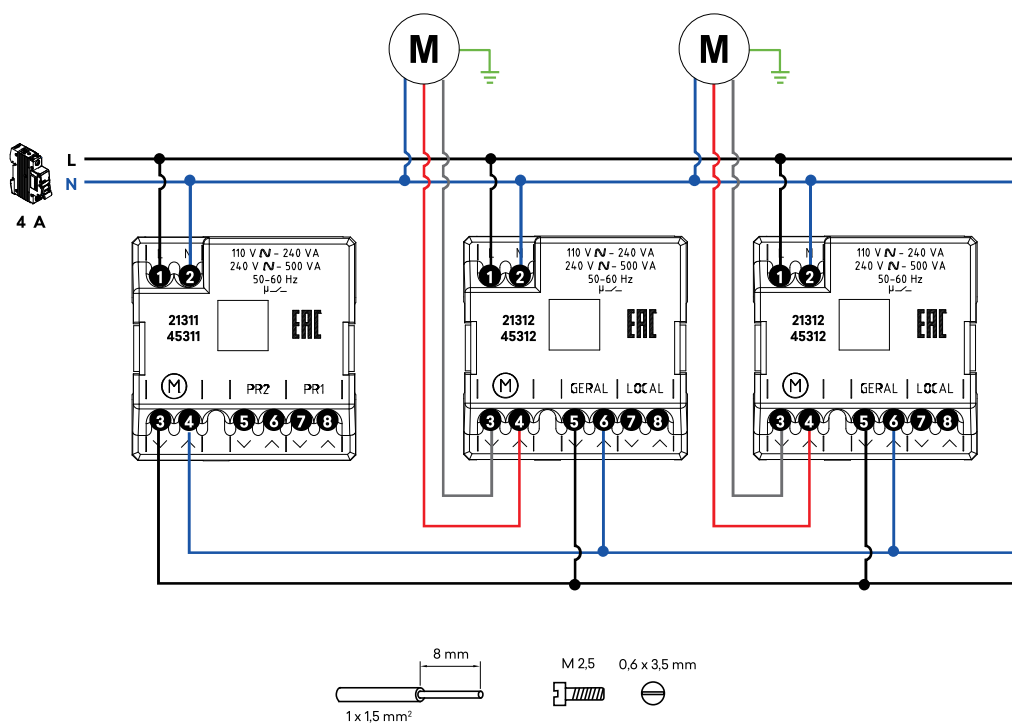 M M
L
N
4 A
L N
110 V ~ - 240 VA
240 V ~ - 500 VA
50-60 Hz
μ
1 2
21311
45311
EAC
M PR2 PR1
3 4 5 6 7 8
N
110 V ~ - 240 VA
240 V ~ - 500 VA
50-60 Hz
μ
1 2
21312
45312
EAC
M GERAL LOCAL
3 4 5 6 7 8
N
110 V ~ - 240 VA
240 V ~ - 500 VA
50-60 Hz
μ
1 2
21312
45312
EAC
M GERAL LOCAL
3 4 5 6 7 8
8 mm
1 x 1,5 mm²
M 2,5
0,6 x 3,5 mm